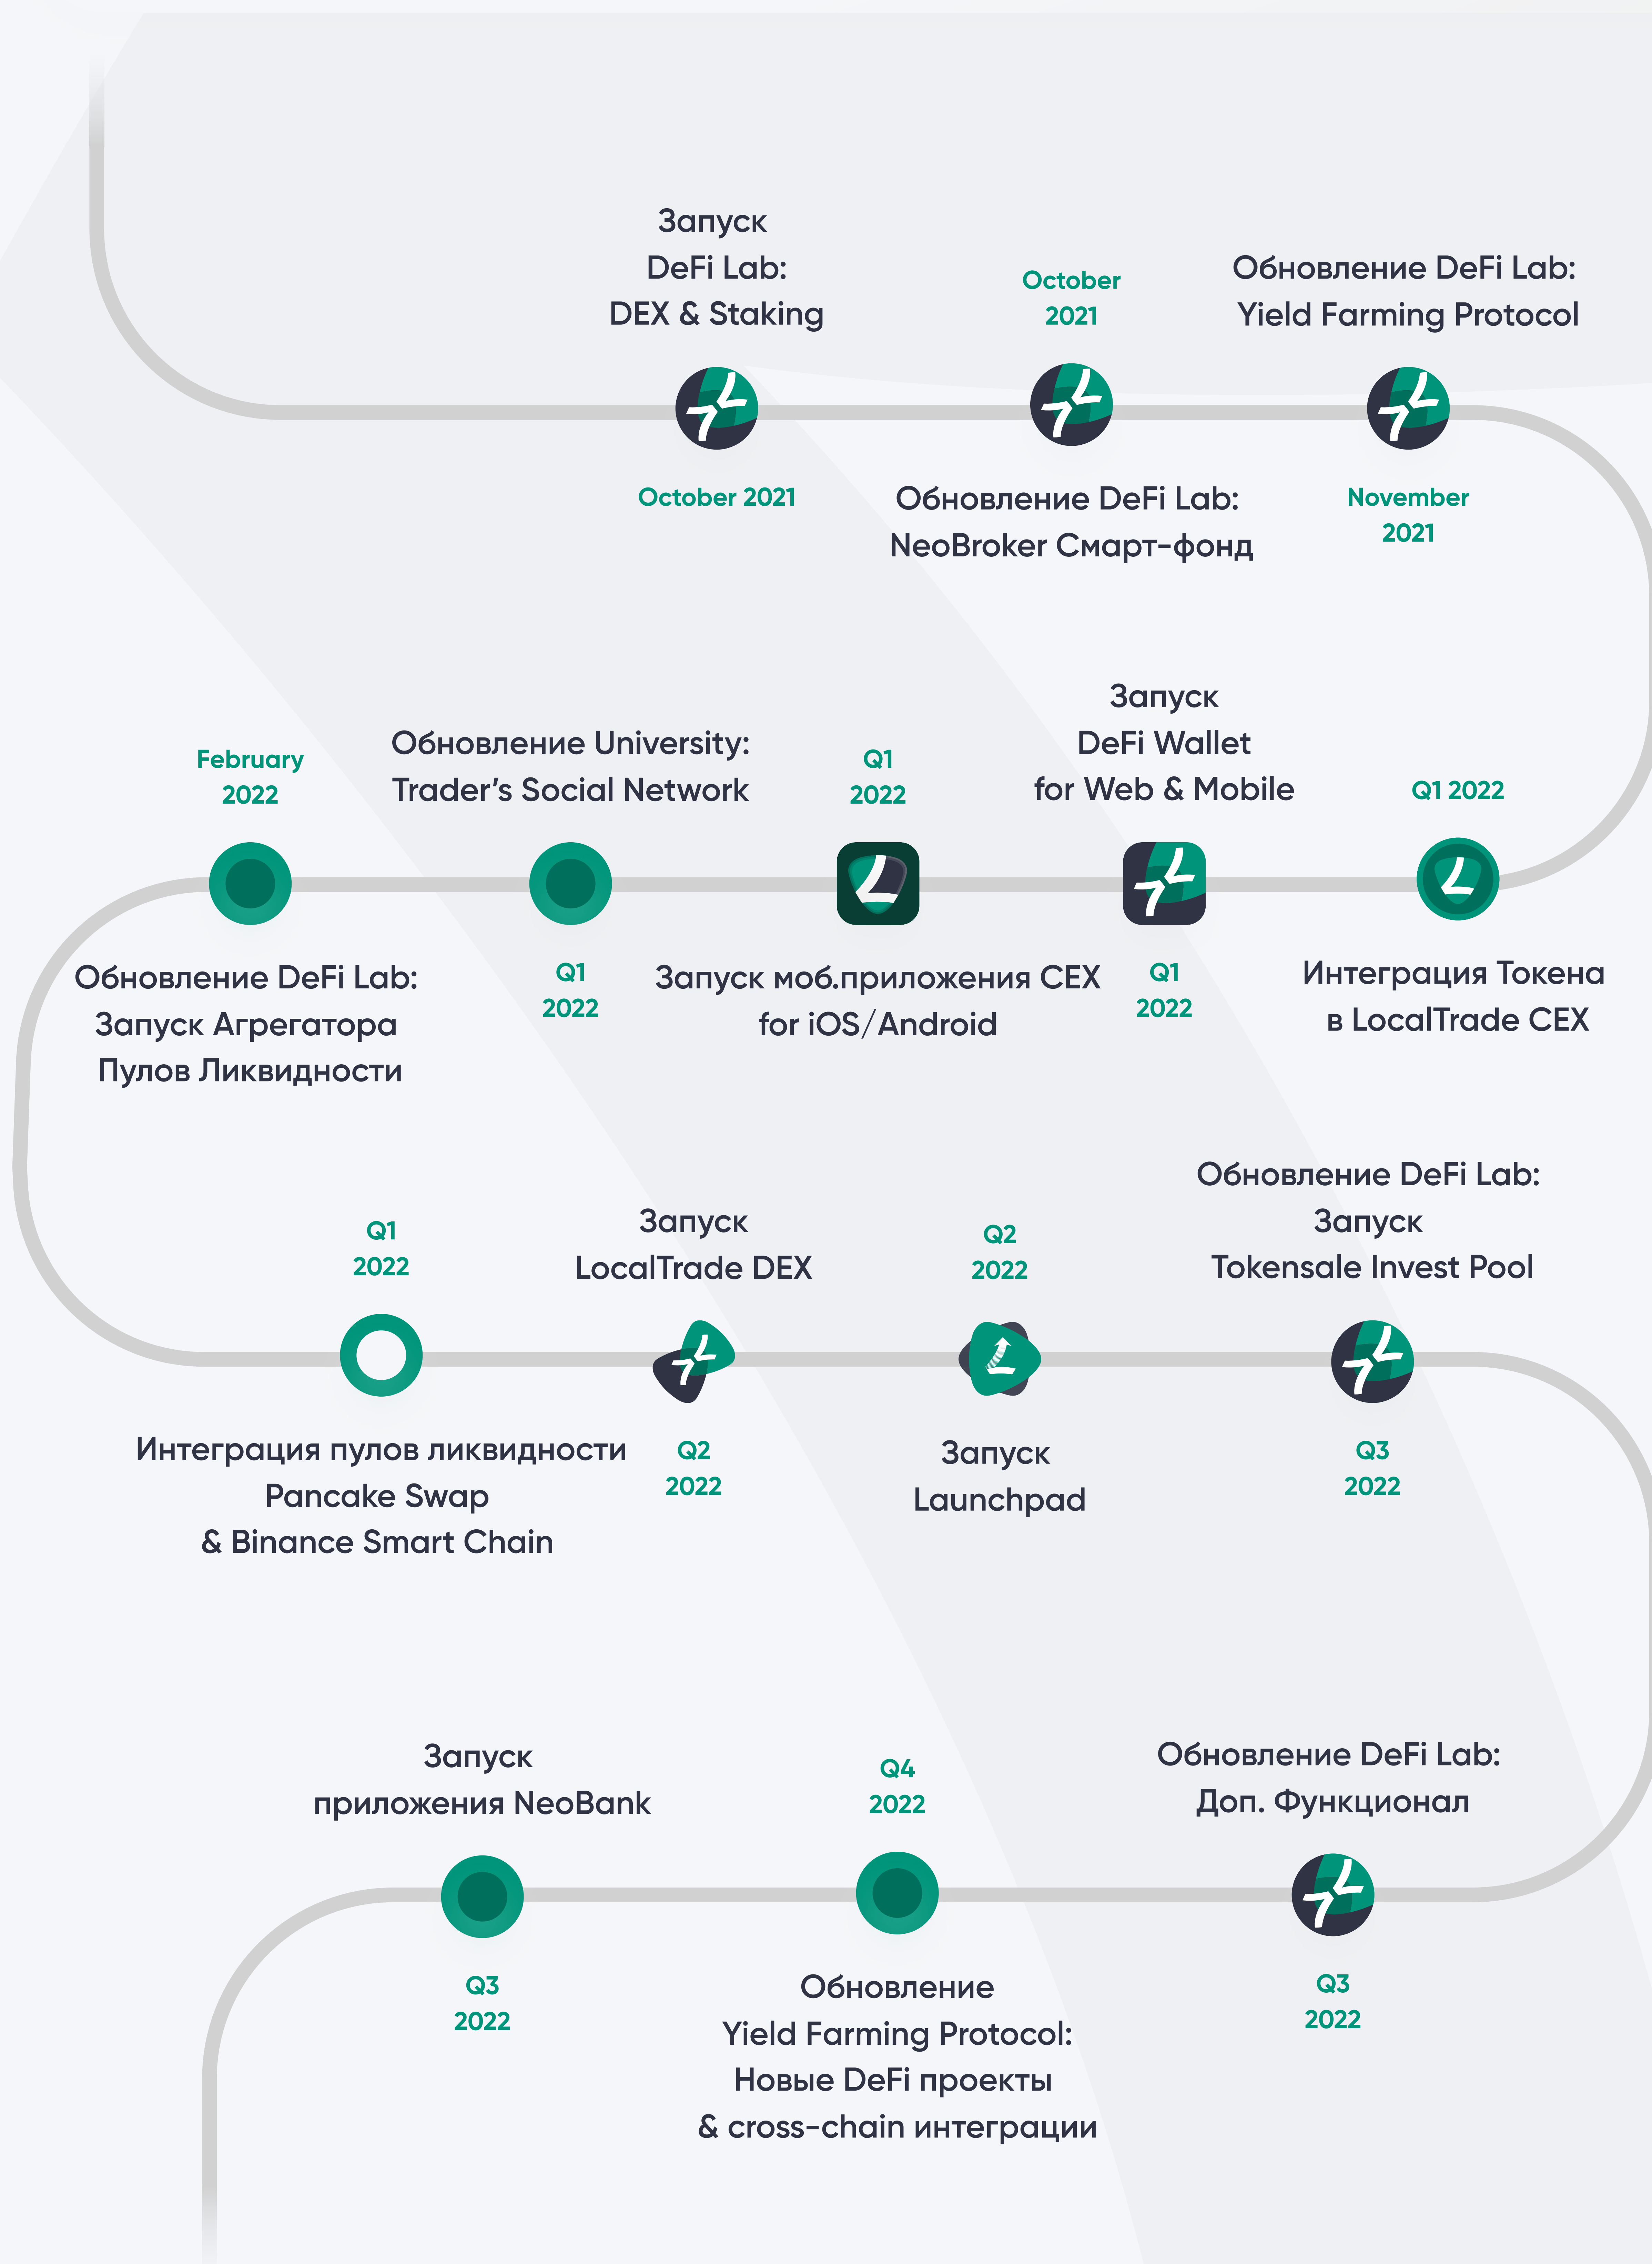 Запуск
DeFi Lab:
DEX & Staking
October 2021
October
2021
Обновление DeFi Lab:
NeoBroker Смарт-фонд
Обновление DeFi Lab:
Yield Farming Protocol
November
2021
February
2022
Обновление DeFi Lab:
Запуск Агрегатора
Пулов Ликвидности
Обновление University:
Trader’s Social Network
Q1
2022
Q1
2022
Запуск моб.приложения CEX
for iOS/Android
Запуск
DeFi Wallet
for Web & Mobile
Q1
2022
Q1 2022
Интеграция Токена
в LocalTrade CEX
Q1
2022
Интеграция пулов ликвидности
Pancake Swap
& Binance Smart Chain
Запуск
LocalTrade DEX
Q2
2022
Q2
2022
Запуск
Launchpad
Обновление DeFi Lab:
Запуск
Tokensale Invest Pool
Q3
2022
Запуск
приложения NeoBank
Q3
2022
Q4
2022
Обновление
Yield Farming Protocol:
Новые DeFi проекты
& cross-chain интеграции
Обновление DeFi Lab:
Доп. Функционал
Q3
2022